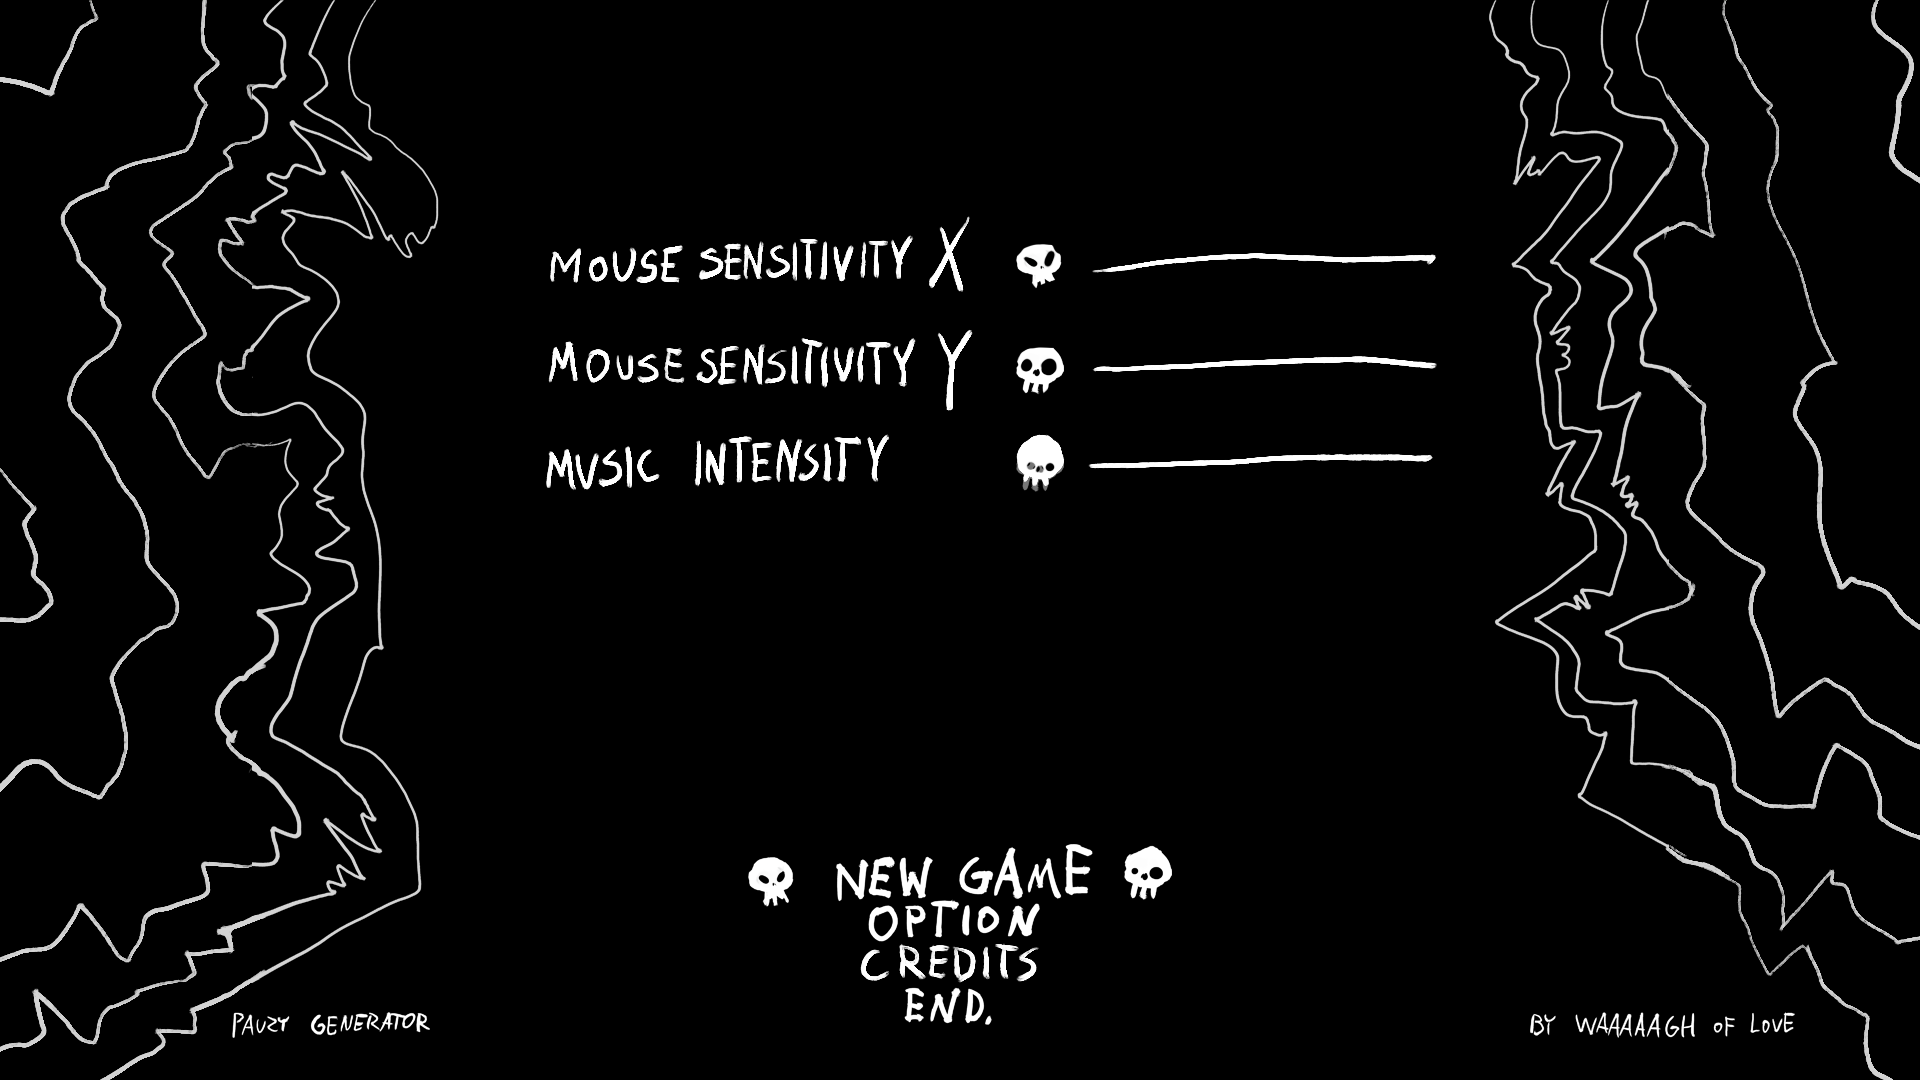 MOUSE SENSITIVITY X
MOUSE SENSITIVITY Y
MUSIC INTENSITY
NEW GAME
OPTION
CREDITS
END.
PAUZY GENERATOR
BY WAAAAAGH OF LOVE